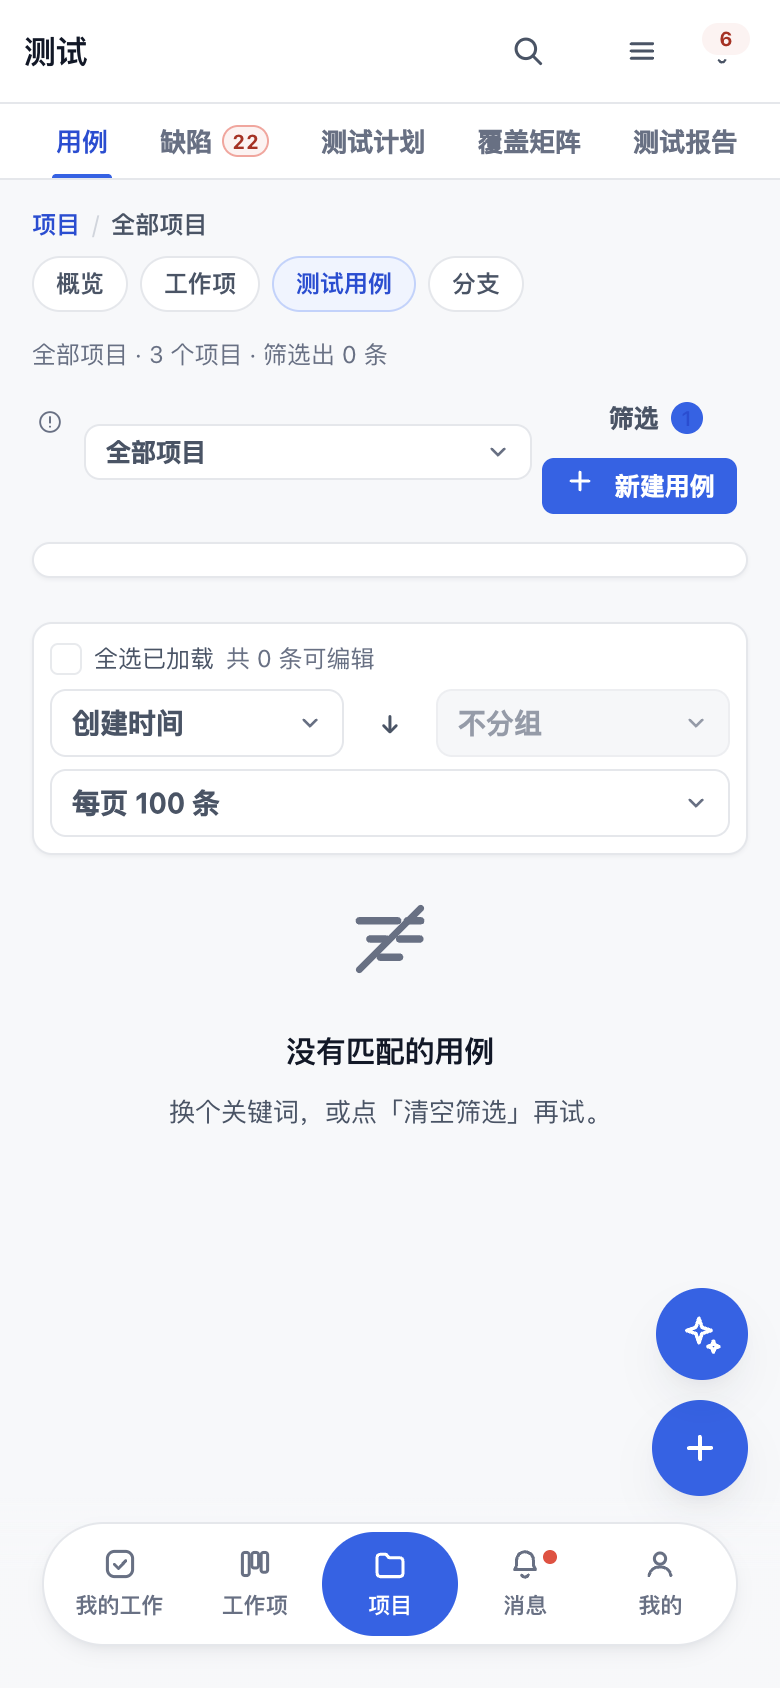 测试
6
用例 缺陷 22 测试计划 覆盖矩阵 测试报告
项目 / 全部项目
概览 工作项 测试用例 分支
全部项目 · 3 个项目 · 筛选出 0 条
筛选 1
全部项目
新建用例
全选已加载 共 0 条可编辑
创建时间 不分组
每页 100 条
没有匹配的用例
换个关键词，或点「清空筛选」再试。
我的工作 工作项 项目 消息 我的